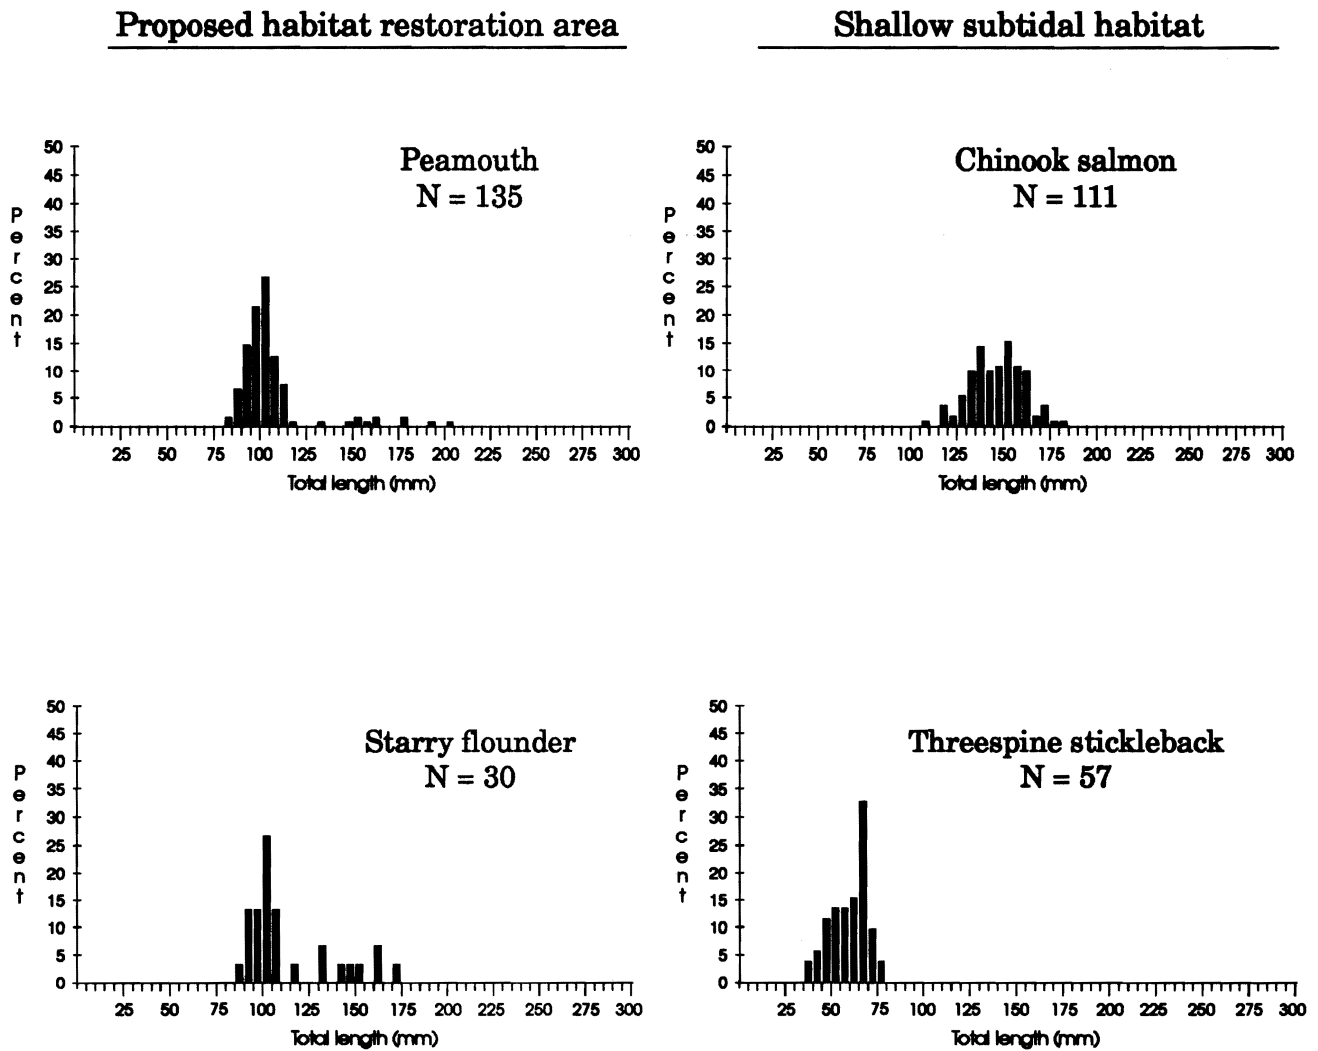 Proposed habitat restoration area
Shallow subtidal habitat
Peamouth
N = 135
Percent
50
45
40
35
30
25
20
15
10
5
0
25 50 75 100 125 150 175 200 225 250 275 300
Total length (mm)
Chinook salmon
N = 111
Percent
50
45
40
35
30
25
20
15
10
5
0
25 50 75 100 125 150 175 200 225 250 275 300
Total length (mm)
Starry flounder
N = 30
Percent
50
45
40
35
30
25
20
15
10
5
0
25 50 75 100 125 150 175 200 225 250 275 300
Total length (mm)
Threespine stickleback
N = 57
Percent
50
45
40
35
30
25
20
15
10
5
0
25 50 75 100 125 150 175 200 225 250 275 300
Total length (mm)